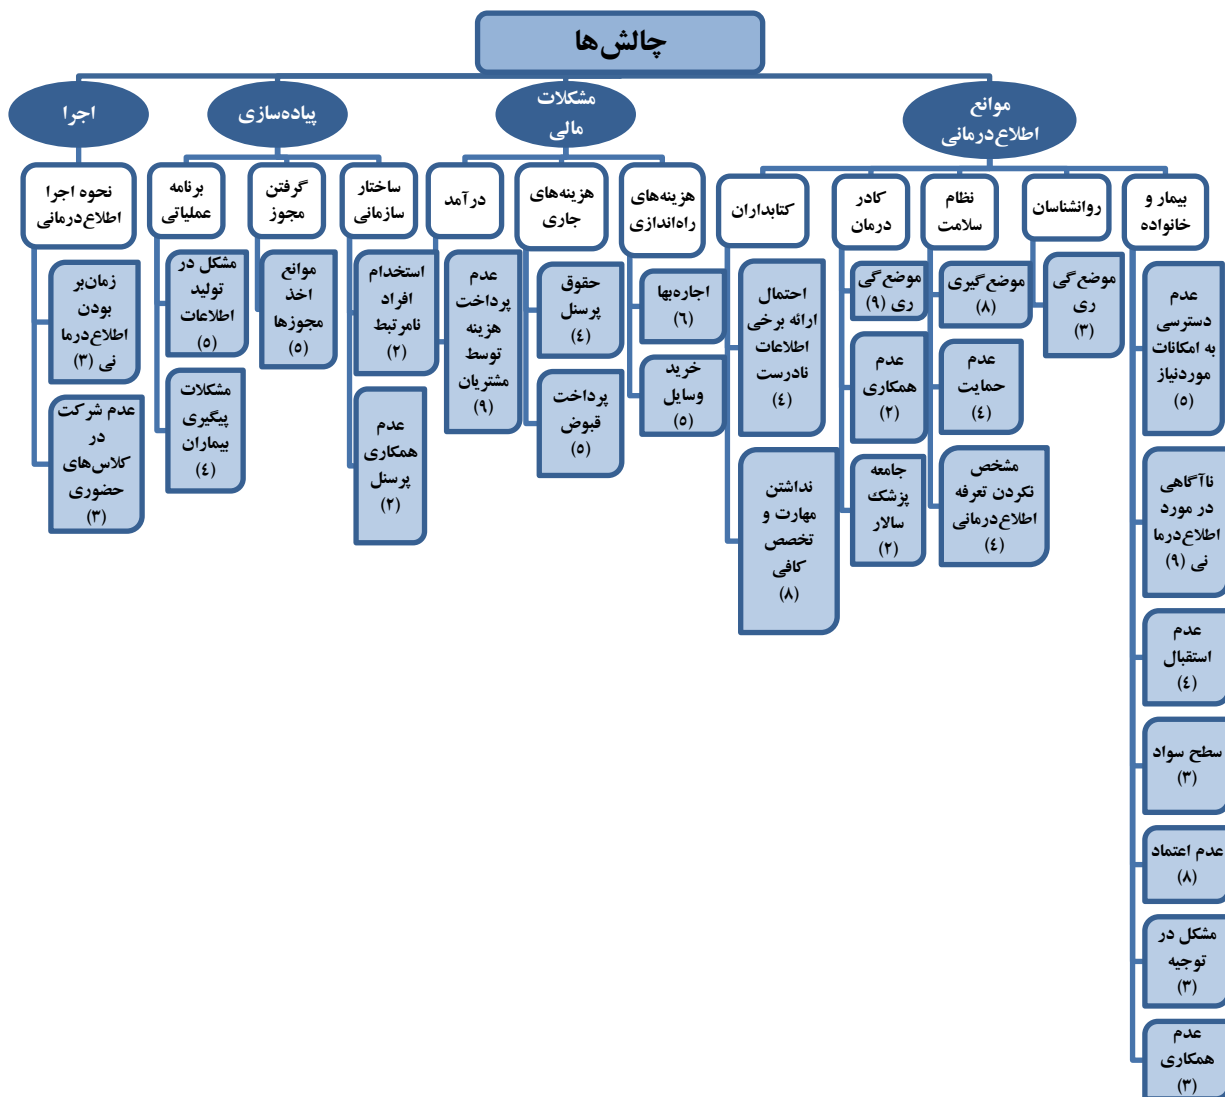 چالش‌ها
موانع
اطلاع‌درمانی
مشکلات
مالی
پیاده‌سازی
اجرا
بیمار و
خانواده
روانشناسان
نظام
سلامت
کادر
درمان
کتابداران
هزینه‌های
راه‌اندازی
هزینه‌های
جاری
درآمد
ساختار
سازمانی
گرفتن
مجوز
برنامه
عملیاتی
نحوه اجرا
اطلاع‌درمانی
عدم
دسترسی
به امکانات
موردنیاز
(۵)
ناآگاهی
در مورد
اطلاع‌درما
نی (۹)
عدم
استقبال
(٤)
سطح سواد
(۳)
عدم اعتماد
(۸)
مشکل در
توجیه
(۳)
عدم
همکاری
(۳)
موضع‌گی
ری
(۳)
موضع‌گیری
(۸)
عدم
حمایت
(٤)
مشخص
نکردن تعرفه
اطلاع‌درمانی
(٤)
موضع‌گی
ری (۹)
عدم
همکاری
(۲)
جامعه
پزشک
سالار
(۲)
احتمال
ارائه برخی
اطلاعات
نادرست
(٤)
نداشتن
مهارت و
تخصص
کافی
(۸)
اجاره‌بها
(٦)
خرید
وسایل
(۵)
حقوق
پرسنل
(٤)
پرداخت
قبوض
(۵)
عدم
پرداخت
هزینه
توسط
مشتریان
(۹)
استخدام
افراد
نامرتبط
(۲)
عدم
همکاری
پرسنل
(۲)
موانع
اخذ
مجوزها
(۵)
مشکل در
تولید
اطلاعات
(۵)
مشکلات
پیگیری
بیماران
(٤)
زمان‌بر
بودن
اطلاع‌درما
نی (۳)
عدم شرکت
در
کلاس‌های
حضوری
(۳)